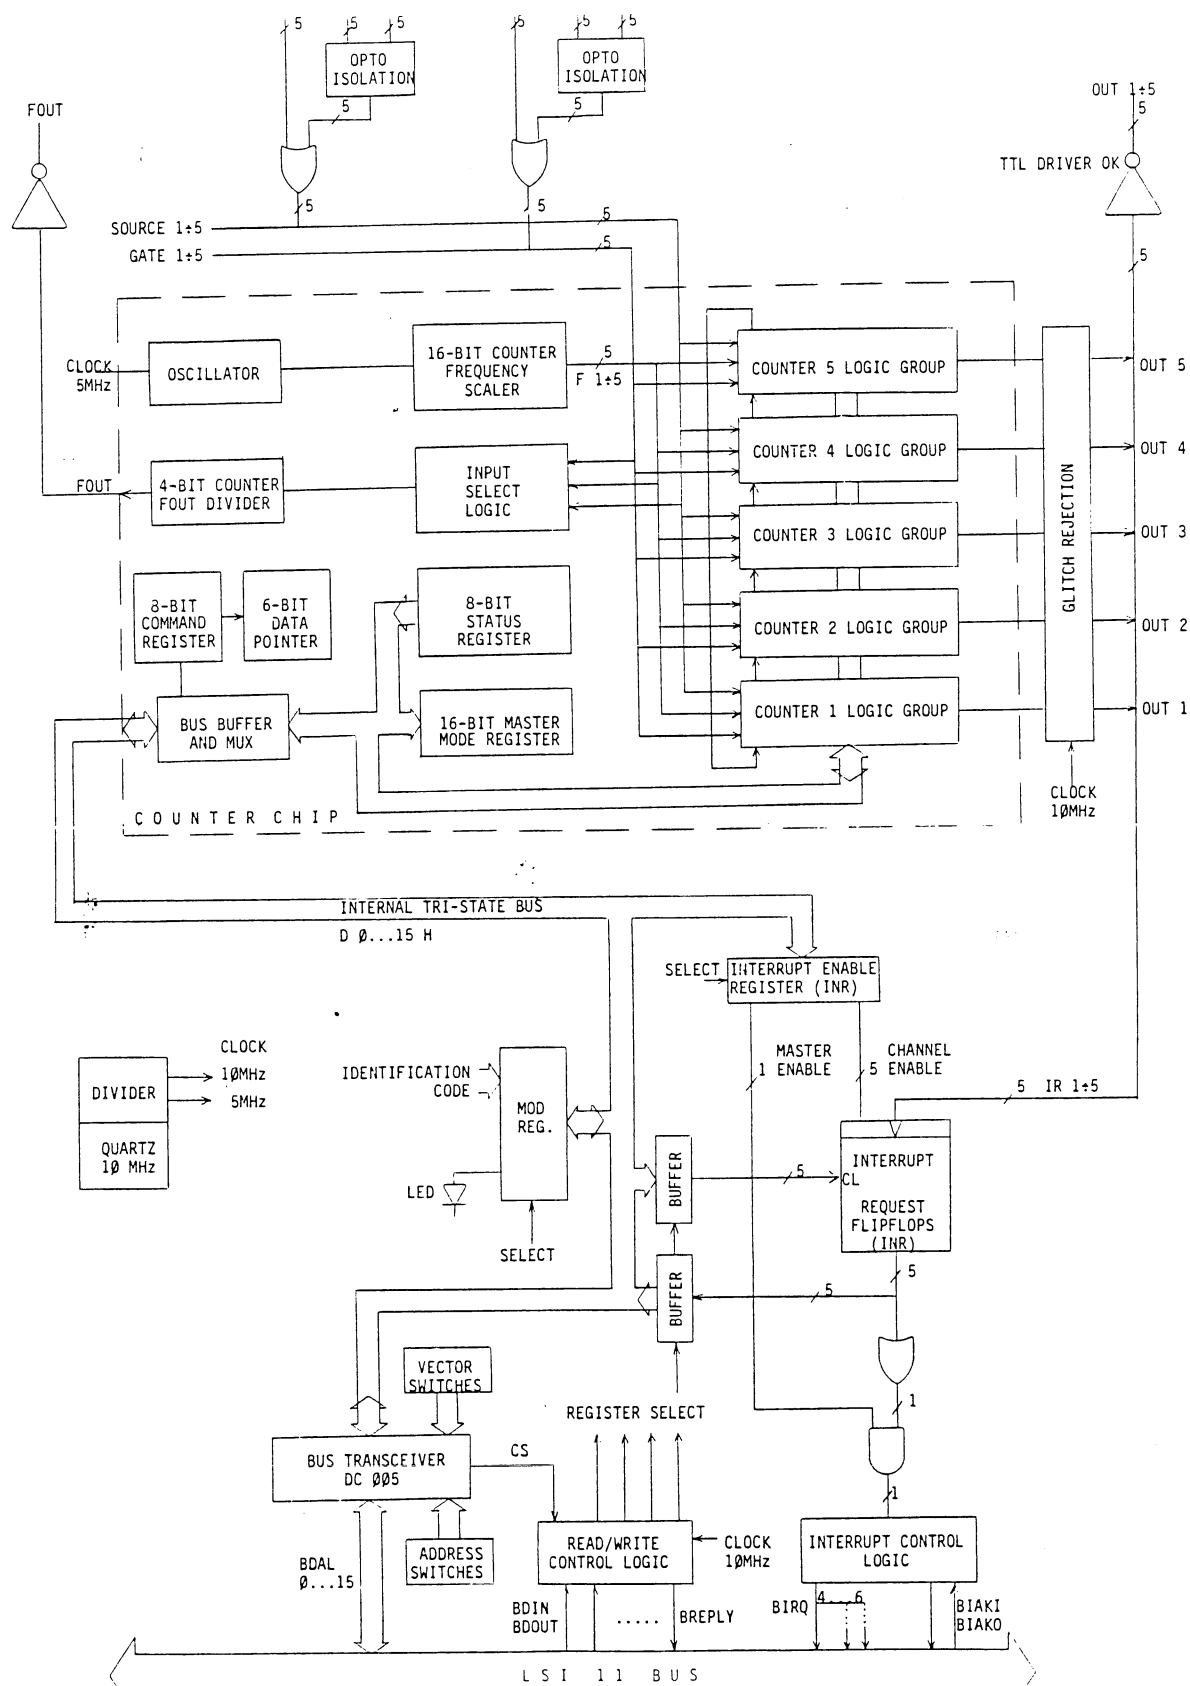 5 5 5 5 5 5
OPTO
ISOLATION
OPTO
ISOLATION
5 5
FOUT
OUT 1÷5
5
TTL DRIVER OK
5 5
SOURCE 1÷5
5
GATE 1÷5
5
5
CLOCK
5MHz
OSCILLATOR
16-BIT COUNTER
FREQUENCY
SCALER
5
F 1÷5
COUNTER 5 LOGIC GROUP
OUT 5
FOUT
4-BIT COUNTER
FOUT DIVIDER
INPUT
SELECT
LOGIC
COUNTER 4 LOGIC GROUP
OUT 4
COUNTER 3 LOGIC GROUP
GLITCH REJECTION
OUT 3
8-BIT
COMMAND
REGISTER
6-BIT
DATA
POINTER
8-BIT
STATUS
REGISTER
COUNTER 2 LOGIC GROUP
OUT 2
BUS BUFFER
AND MUX
16-BIT MASTER
MODE REGISTER
COUNTER 1 LOGIC GROUP
OUT 1
CLOCK
10MHz
COUNTER CHIP
INTERNAL TRI-STATE BUS
D 0...15 H
SELECT
INTERRUPT ENABLE
REGISTER (INR)
CLOCK
10MHz
5MHz
DIVIDER
QUARTZ
10 MHz
IDENTIFICATION
CODE
MOD
REG.
LED
SELECT
MASTER
1 ENABLE
CHANNEL
5 ENABLE
5 IR 1÷5
BUFFER
5
CL
INTERRUPT
REQUEST
FLIPFLOPS
(INR)
5
BUFFER
5
VECTOR
SWITCHES
REGISTER SELECT
1
BUS TRANSCEIVER
DC 005
CS
1
ADDRESS
SWITCHES
READ/WRITE
CONTROL LOGIC
CLOCK
10MHz
INTERRUPT CONTROL
LOGIC
BDAL
0...15
BDIN
BDOUT
.....
BREPLY
BIRQ
4....6
BIAKI
BIAKO
LSI 11 BUS